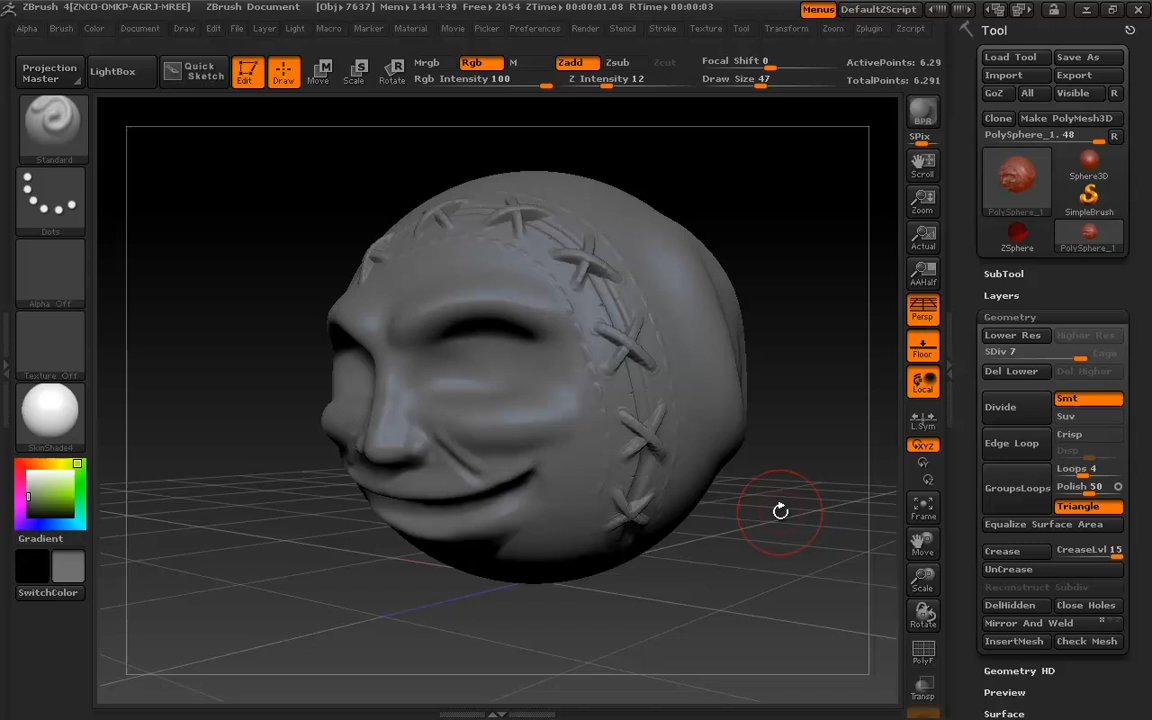 ZBrush 4[ZNCO-OMKP-AGRJ-MREE] ZBrush Document [Obj]▸7637| Mem▸1441+39 Free▸2654 ZTime▸00:00:01.08 RTime▸00:00:03 Menus DefaultZScript
Alpha Brush Color Document Draw Edit File Layer Light Macro Marker Material Movie Picker Preferences Render Stencil Stroke Texture Tool Transform Zoom Zplugin Zscript
Tool
Projection Master
LightBox
Quick Sketch
Edit
Draw
Move
Scale
Rotate
Mrgb Rgb M
Rgb Intensity 100
Zadd Zsub Zcut
Z Intensity 12
Focal Shift 0
Draw Size 47
ActivePoints: 6.29
TotalPoints: 6.291
Standard
Dots
Alpha Off
Texture Off
SkinShade4
Gradient
SwitchColor
BPR
SPix
Scroll
Zoom
Actual
AAHalf
Persp
Floor
Local
L.Sym
XYZ
Y
Z
Frame
Move
Scale
Rotate
PolyF
Transp
Load Tool Save As
Import Export
GoZ All Visible R
Clone Make PolyMesh3D
PolySphere_1. 48 R
PolySphere_1
Sphere3D
SimpleBrush
ZSphere
PolySphere_1
SubTool
Layers
Geometry
Lower Res Higher Res
SDiv 7 Cage
Del Lower Del Higher
Divide
Smt
Suv
Edge Loop
Crisp
Disp
GroupsLoops
Loops 4
Polish 50
Triangle
Equalize Surface Area
Crease CreaseLvl 15
UnCrease
Reconstruct Subdiv
DelHidden Close Holes
Mirror And Weld
InsertMesh Check Mesh
Geometry HD
Preview
Surface